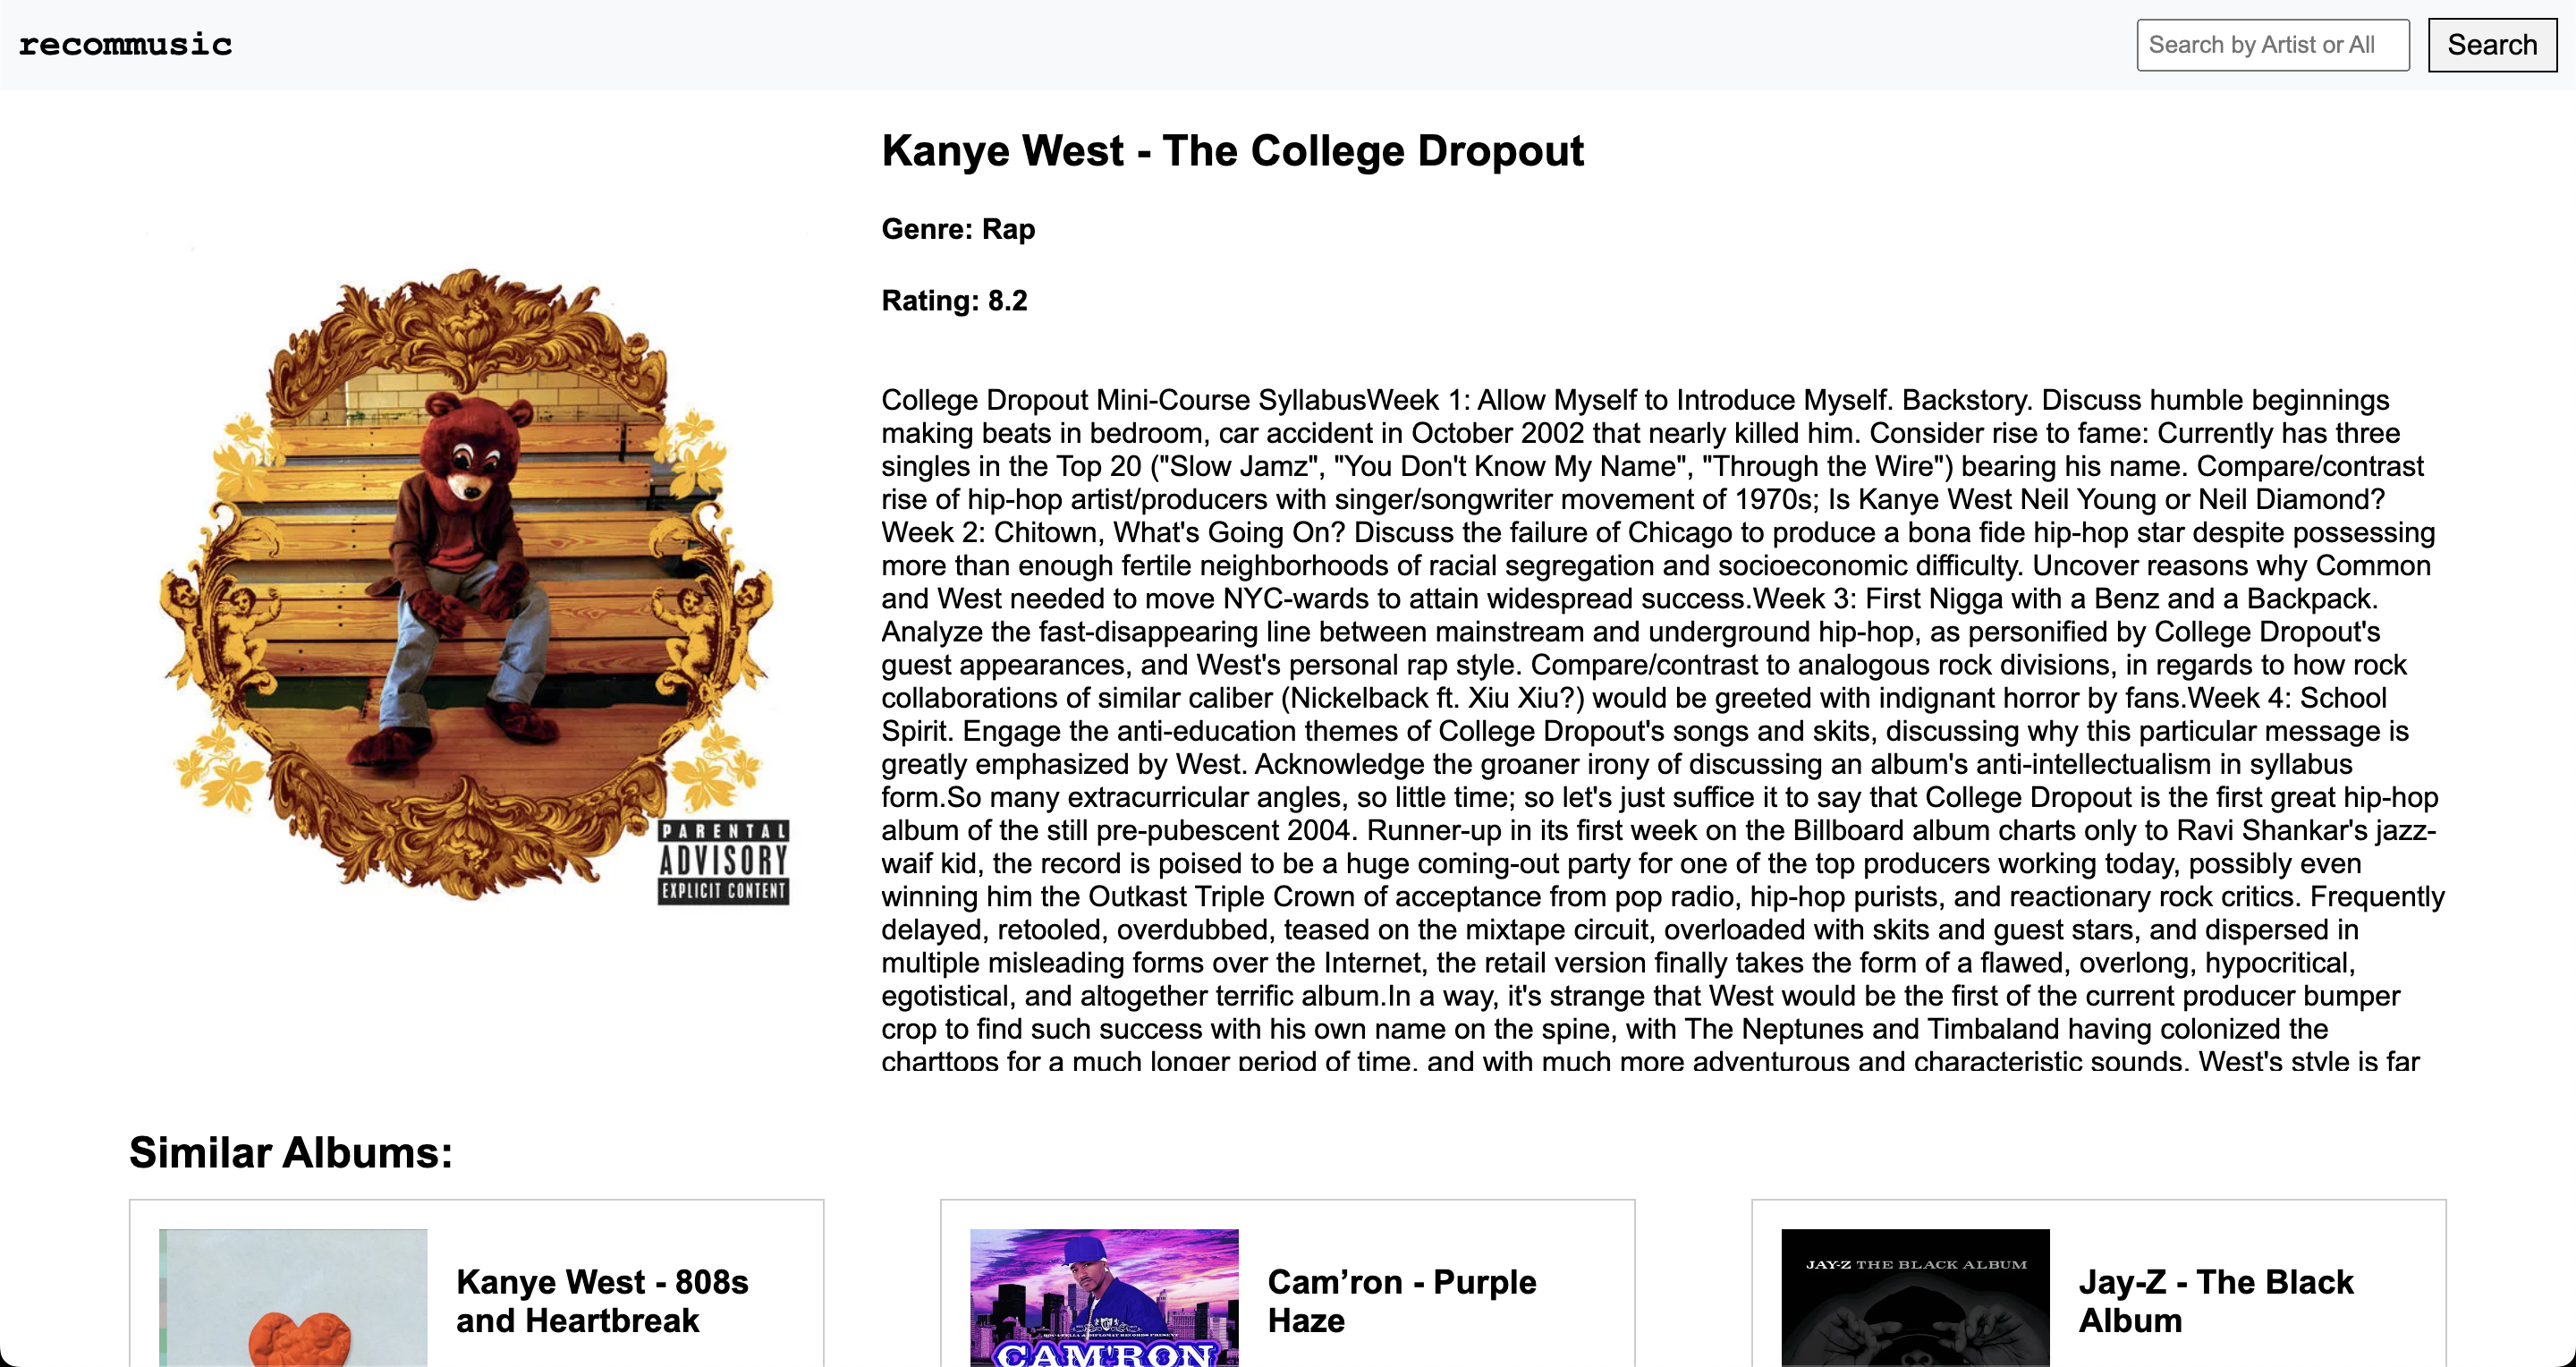 recommusic
Search by Artist or All
Search
Kanye West - The College Dropout
Genre: Rap
Rating: 8.2
College Dropout Mini-Course SyllabusWeek 1: Allow Myself to Introduce Myself. Backstory. Discuss humble beginnings
making beats in bedroom, car accident in October 2002 that nearly killed him. Consider rise to fame: Currently has three
singles in the Top 20 ("Slow Jamz", "You Don't Know My Name", "Through the Wire") bearing his name. Compare/contrast
rise of hip-hop artist/producers with singer/songwriter movement of 1970s; Is Kanye West Neil Young or Neil Diamond?
Week 2: Chitown, What's Going On? Discuss the failure of Chicago to produce a bona fide hip-hop star despite possessing
more than enough fertile neighborhoods of racial segregation and socioeconomic difficulty. Uncover reasons why Common
and West needed to move NYC-wards to attain widespread success.Week 3: First Nigga with a Benz and a Backpack.
Analyze the fast-disappearing line between mainstream and underground hip-hop, as personified by College Dropout's
guest appearances, and West's personal rap style. Compare/contrast to analogous rock divisions, in regards to how rock
collaborations of similar caliber (Nickelback ft. Xiu Xiu?) would be greeted with indignant horror by fans.Week 4: School
Spirit. Engage the anti-education themes of College Dropout's songs and skits, discussing why this particular message is
greatly emphasized by West. Acknowledge the groaner irony of discussing an album's anti-intellectualism in syllabus
form.So many extracurricular angles, so little time; so let's just suffice it to say that College Dropout is the first great hip-hop
album of the still pre-pubescent 2004. Runner-up in its first week on the Billboard album charts only to Ravi Shankar's jazz-
waif kid, the record is poised to be a huge coming-out party for one of the top producers working today, possibly even
winning him the Outkast Triple Crown of acceptance from pop radio, hip-hop purists, and reactionary rock critics. Frequently
delayed, retooled, overdubbed, teased on the mixtape circuit, overloaded with skits and guest stars, and dispersed in
multiple misleading forms over the Internet, the retail version finally takes the form of a flawed, overlong, hypocritical,
egotistical, and altogether terrific album.In a way, it's strange that West would be the first of the current producer bumper
crop to find such success with his own name on the spine, with The Neptunes and Timbaland having colonized the
charttops for a much longer period of time, and with much more adventurous and characteristic sounds. West's style is far
PARENTAL
ADVISORY
EXPLICIT CONTENT
Similar Albums:
Kanye West - 808s
and Heartbreak
CAM'RON
Cam’ron - Purple
Haze
JAY-Z THE BLACK ALBUM
Jay-Z - The Black
Album